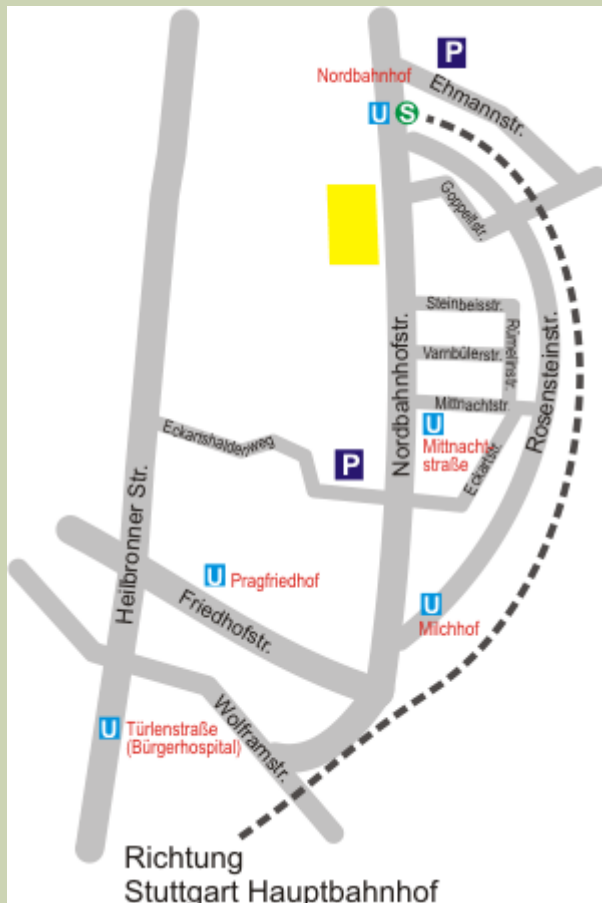 P
Nordbahnhof
Ehmannstr.
U S
Goppeltstr.
Steinbeisstr.
Rümelinstr.
Varnbülerstr.
Rosensteinstr.
Nordbahnhofstr.
Mittnachtstr.
U
Mittnacht-
straße
Eckartshaldenweg
P
Eckartstr.
Heilbronner Str.
U Pragfriedhof
U
Milchhof
Friedhofstr.
U Türlenstraße
(Bürgerhospital)
Wolframstr.
Richtung
Stuttgart Hauptbahnhof